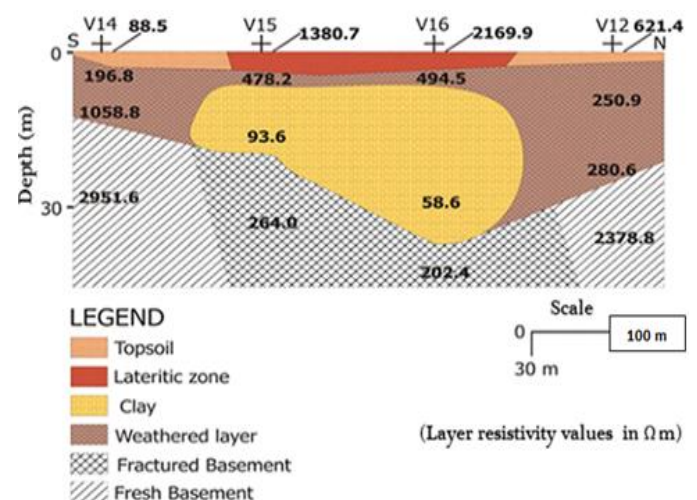 V14 88.5 V15 1380.7 V16 2169.9 V12 621.4
S N
0
196.8 478.2 494.5 250.9
1058.8
93.6
280.6
2951.6 58.6
30 264.0
2378.8
202.4
Depth (m)
LEGEND
Topsoil
Lateritic zone
Clay
Weathered layer
Fractured Basement
Fresh Basement
Scale
0 100 m
30 m
(Layer resistivity values in Ωm)